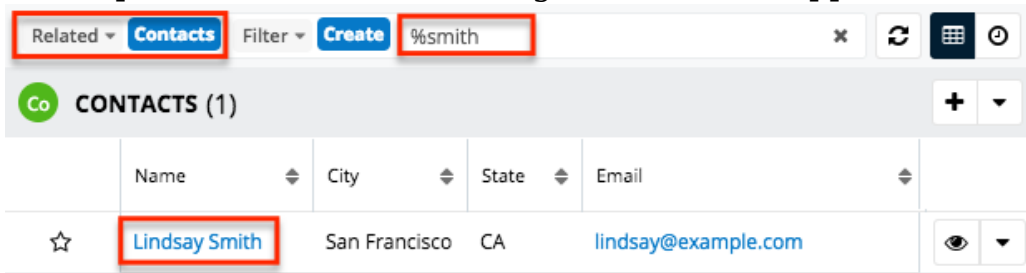 Related Contacts Filter Create %smith
Co CONTACTS (1)
Name City State Email
Lindsay Smith San Francisco CA lindsay@example.com